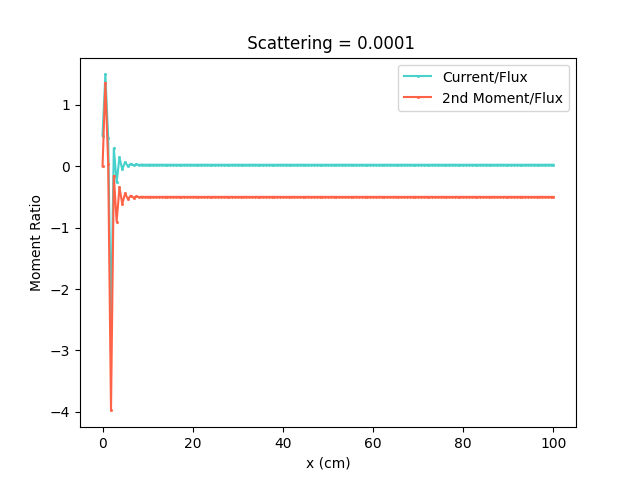 Scattering = 0.0001
Current/Flux
2nd Moment/Flux
Moment Ratio
1
0
−1
−2
−3
−4
0 20 40 60 80 100
x (cm)